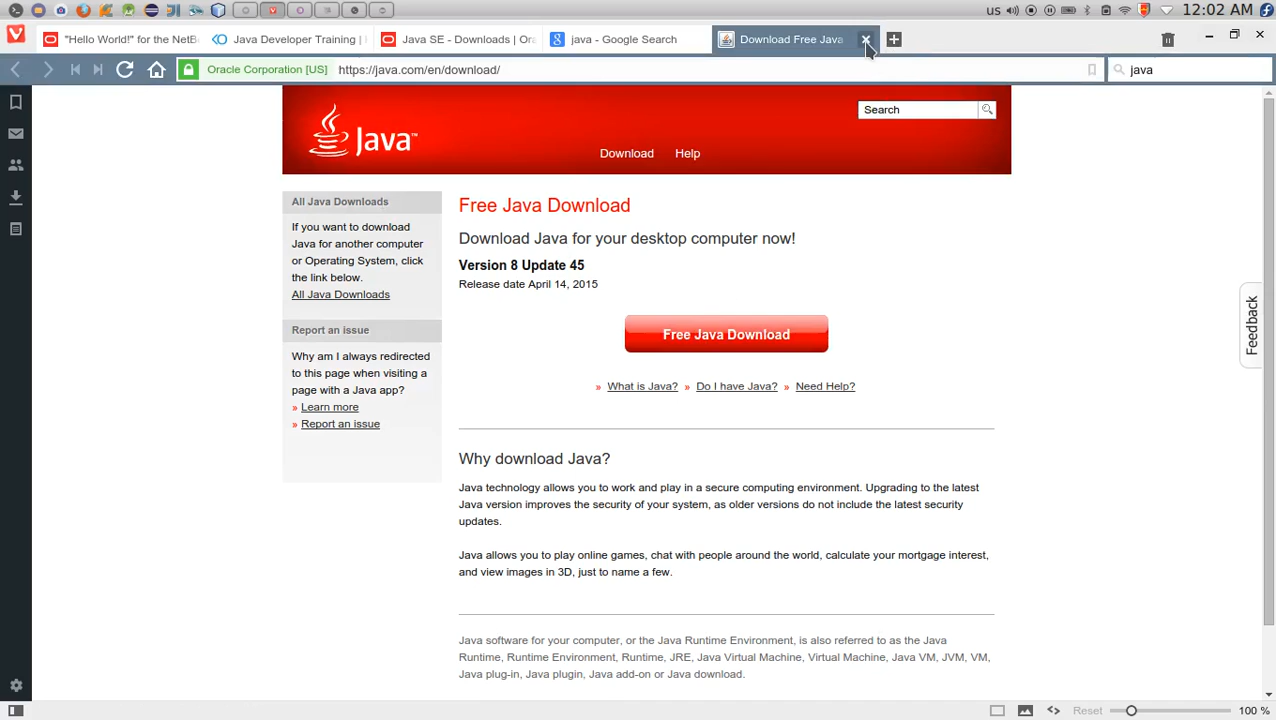 us 12:02 AM
"Hello World!" for the NetB Java Developer Training | Java SE - Downloads | Ora java - Google Search Download Free Java
Oracle Corporation [US] https://java.com/en/download/ java
Java™
Search
Download Help
All Java Downloads
If you want to download
Java for another computer
or Operating System, click
the link below.
All Java Downloads
Report an issue
Why am I always redirected
to this page when visiting a
page with a Java app?
» Learn more
» Report an issue
Free Java Download
Download Java for your desktop computer now!
Version 8 Update 45
Release date April 14, 2015
Free Java Download
» What is Java? » Do I have Java? » Need Help?
Why download Java?
Java technology allows you to work and play in a secure computing environment. Upgrading to the latest
Java version improves the security of your system, as older versions do not include the latest security
updates.
Java allows you to play online games, chat with people around the world, calculate your mortgage interest,
and view images in 3D, just to name a few.
Java software for your computer, or the Java Runtime Environment, is also referred to as the Java
Runtime, Runtime Environment, Runtime, JRE, Java Virtual Machine, Virtual Machine, Java VM, JVM, VM,
Java plug-in, Java plugin, Java add-on or Java download.
Feedback
Reset 100 %